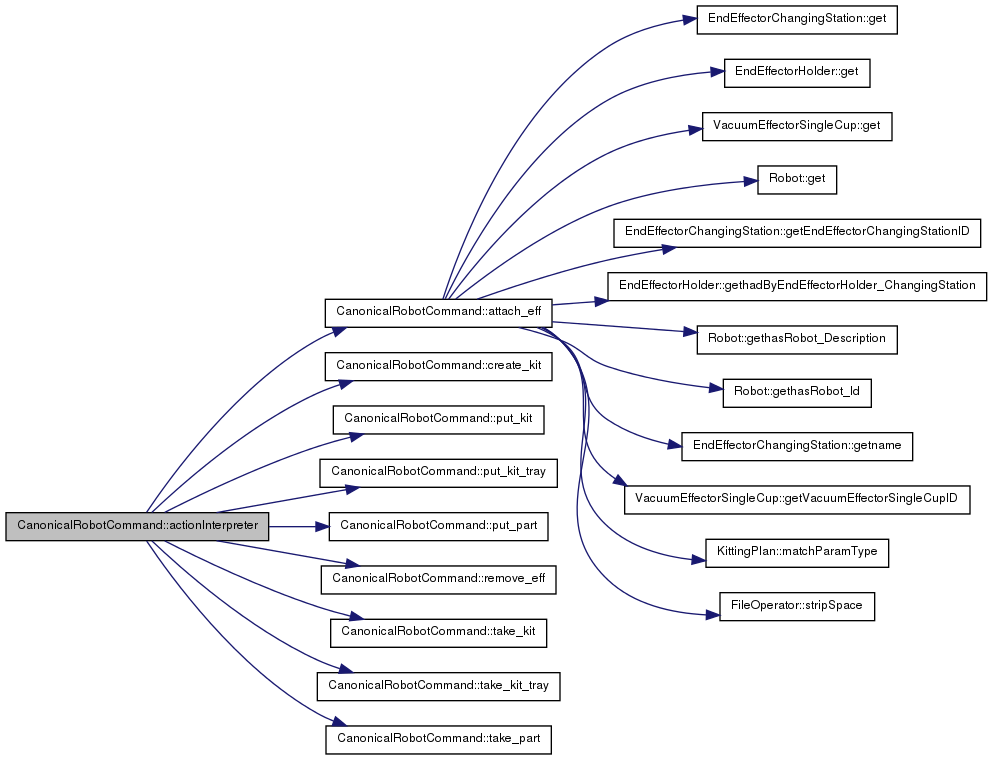 EndEffectorChangingStation::get
EndEffectorHolder::get
VacuumEffectorSingleCup::get
Robot::get
EndEffectorChangingStation::getEndEffectorChangingStationID
EndEffectorHolder::gethadByEndEffectorHolder_ChangingStation
CanonicalRobotCommand::attach_eff
Robot::gethasRobot_Description
CanonicalRobotCommand::create_kit
Robot::gethasRobot_Id
CanonicalRobotCommand::put_kit
EndEffectorChangingStation::getname
CanonicalRobotCommand::put_kit_tray
VacuumEffectorSingleCup::getVacuumEffectorSingleCupID
CanonicalRobotCommand::actionInterpreter
CanonicalRobotCommand::put_part
KittingPlan::matchParamType
CanonicalRobotCommand::remove_eff
FileOperator::stripSpace
CanonicalRobotCommand::take_kit
CanonicalRobotCommand::take_kit_tray
CanonicalRobotCommand::take_part